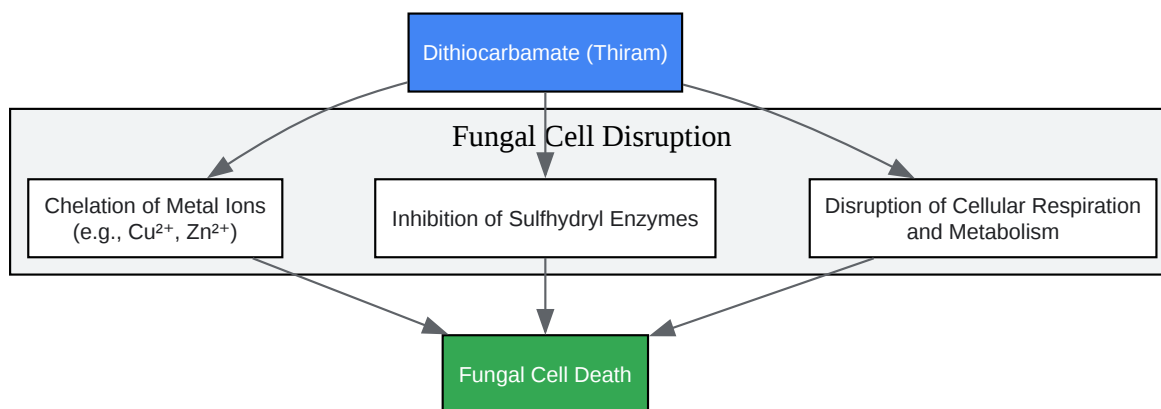 Dithiocarbamate (Thiram)
Fungal Cell Disruption
Chelation of Metal Ions
(e.g., Cu²⁺, Zn²⁺)
Inhibition of Sulfhydryl Enzymes
Disruption of Cellular Respiration
and Metabolism
Fungal Cell Death